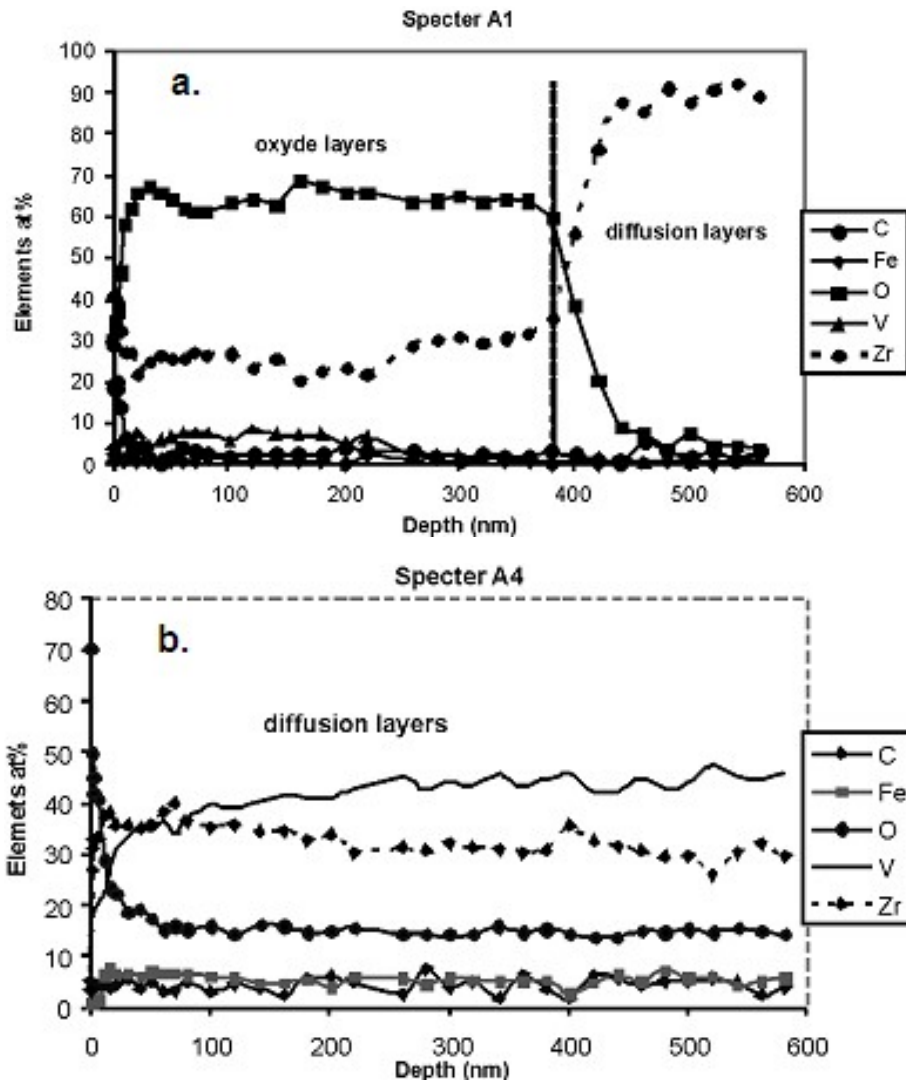 Specter A1
a.
100
90
80
70
60
50
40
30
20
10
0
Elements at%
oxyde layers
diffusion layers
C
Fe
O
V
Zr
0 100 200 300 400 500 600
Depth (nm)
Specter A4
b.
80
70
60
50
40
30
20
10
0
Elemets at%
diffusion layers
C
Fe
O
V
Zr
0 100 200 300 400 500 600
Depth (nm)